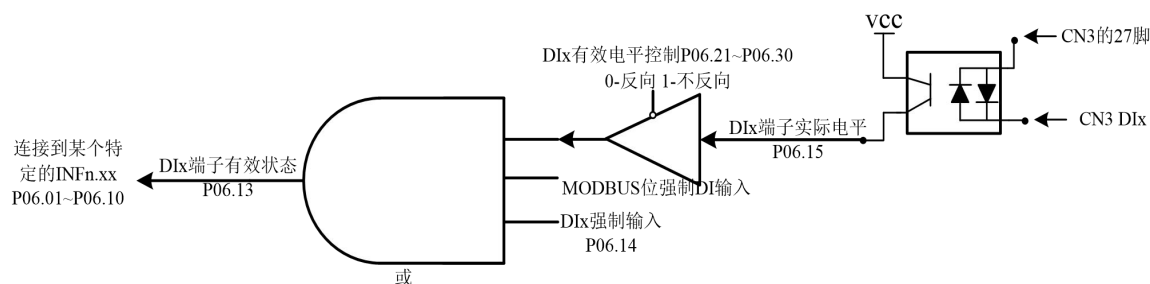 vcc
CN3的27脚
DIx有效电平控制P06.21~P06.30
0-反向 1-不反向
DIx端子实际电平
P06.15
CN3 DIx
连接到某个特
定的INFn.xx
P06.01~P06.10
DIx端子有效状态
P06.13
MODBUS位强制DI输入
DIx强制输入
P06.14
或